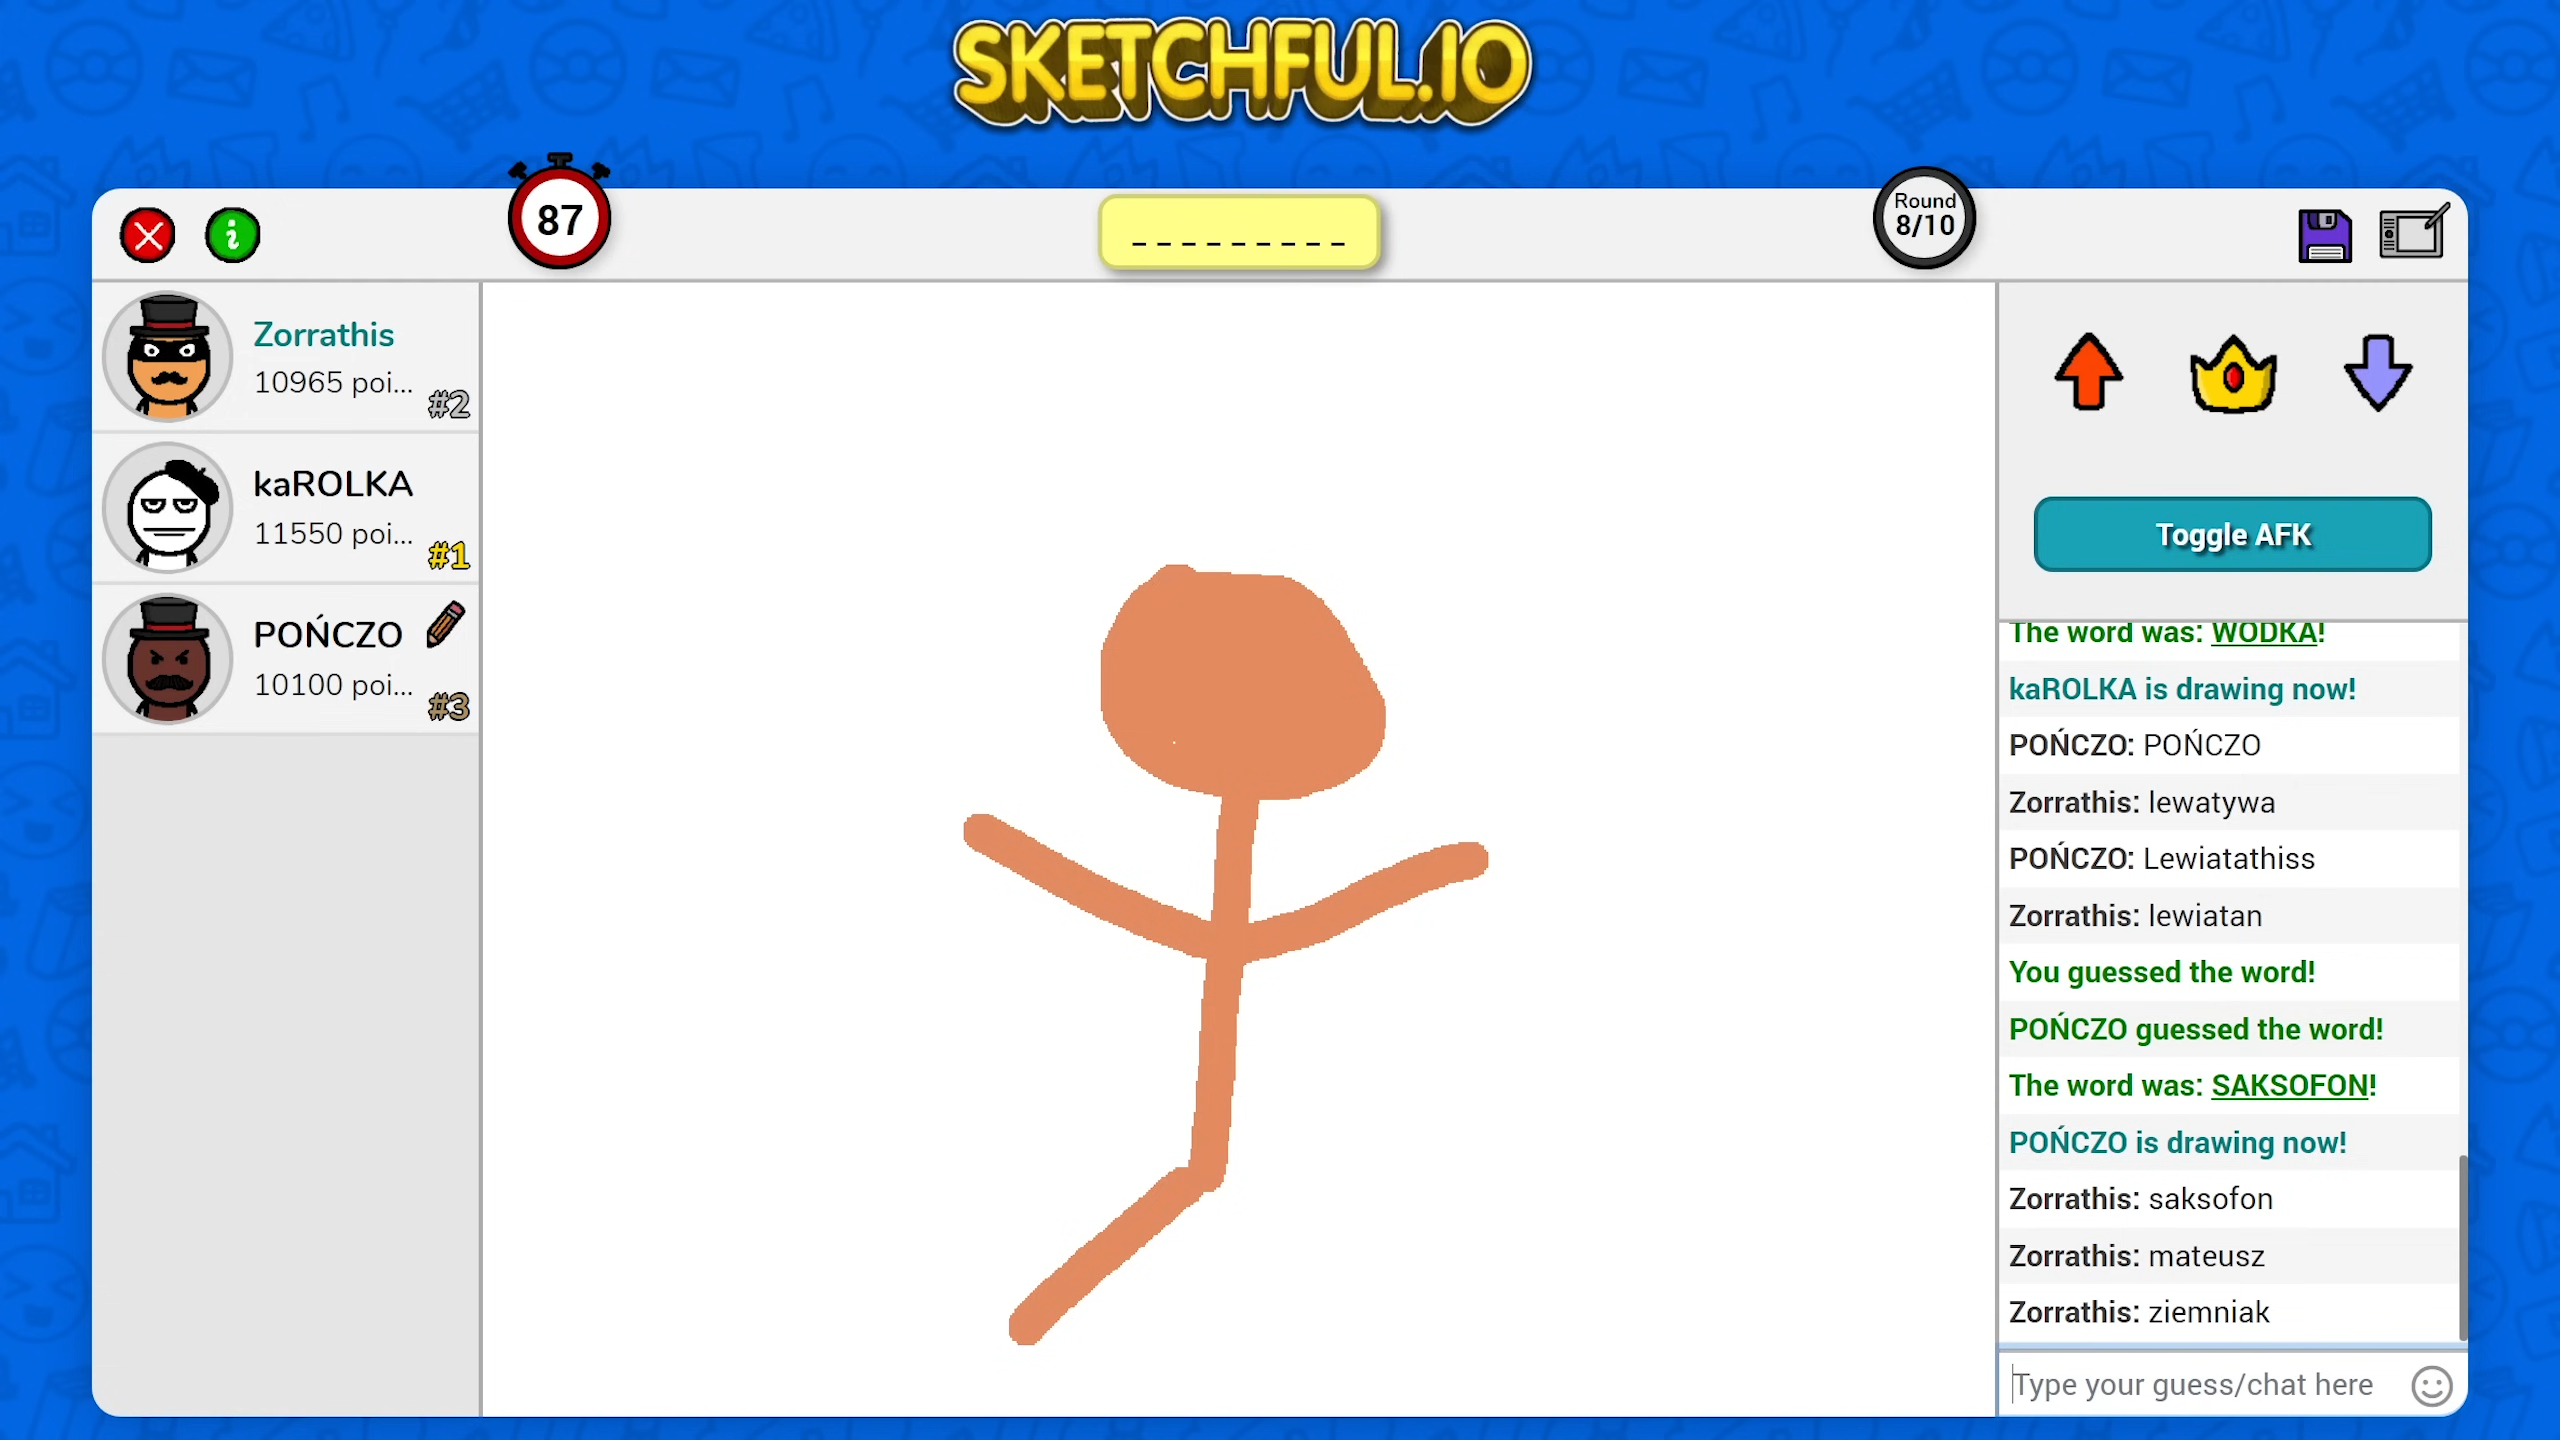 SKETCHFUL.IO
87
_ _ _ _ _ _ _ _ _
Round
8/10
Zorrathis
10965 poi...
#2
kaROLKA
11550 poi...
#1
POŃCZO
10100 poi...
#3
Toggle AFK
The word was: WÓDKA!
kaROLKA is drawing now!
POŃCZO: POŃCZO
Zorrathis: lewatywa
POŃCZO: Lewiatathiss
Zorrathis: lewiatan
You guessed the word!
POŃCZO guessed the word!
The word was: SAKSOFON!
POŃCZO is drawing now!
Zorrathis: saksofon
Zorrathis: mateusz
Zorrathis: ziemniak
Type your guess/chat here